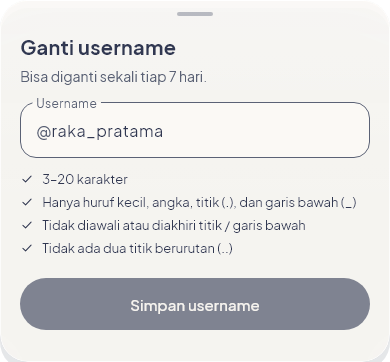 Ganti username
Bisa diganti sekali tiap 7 hari.
Username
@raka_pratama
3–20 karakter
Hanya huruf kecil, angka, titik (.), dan garis bawah (_)
Tidak diawali atau diakhiri titik / garis bawah
Tidak ada dua titik berurutan (..)
Simpan username